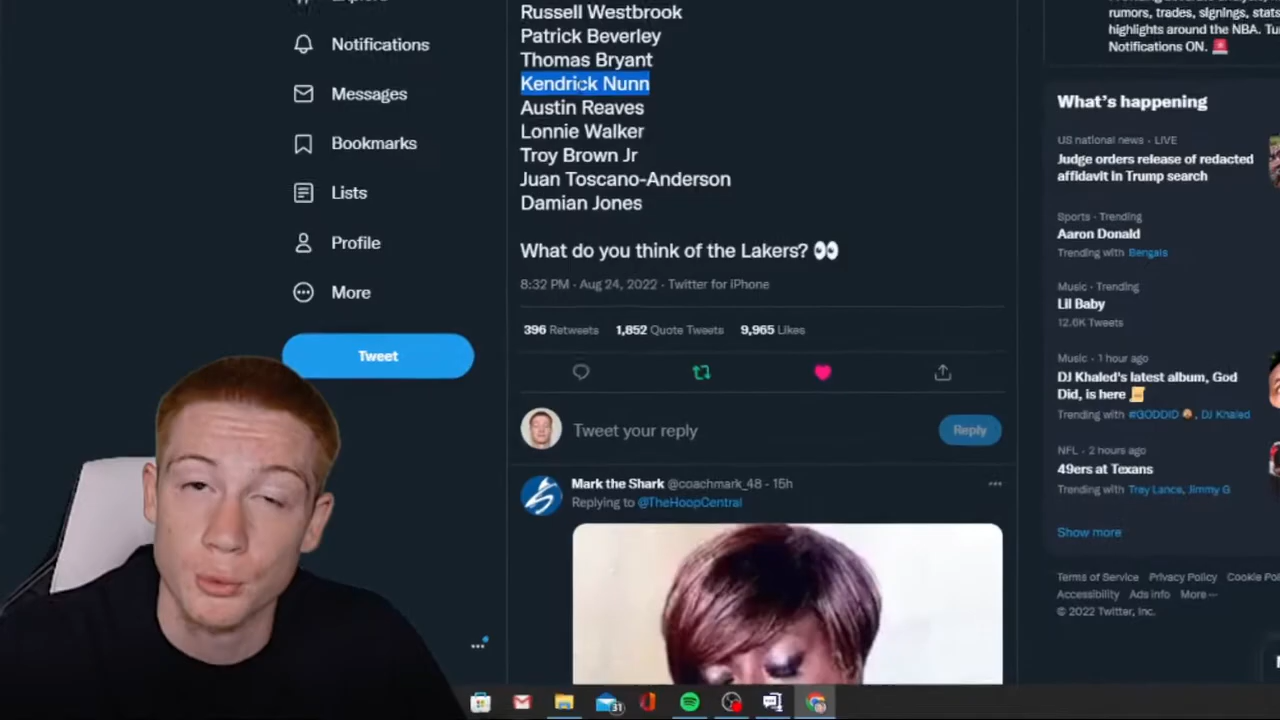 Russell Westbrook
Patrick Beverley
Thomas Bryant
Kendrick Nunn
Austin Reaves
Lonnie Walker
Troy Brown Jr
Juan Toscano-Anderson
Damian Jones
What do you think of the Lakers? 👀
8:32 PM · Aug 24, 2022 · Twitter for iPhone
396 Retweets 1,852 Quote Tweets 9,965 Likes
Tweet your reply
Reply
Mark the Shark @coachmark_48 · 15h
Replying to @TheHoopCentral
Notifications
Messages
Bookmarks
Lists
Profile
More
Tweet
rumors, trades, signings, stats
highlights around the NBA.
Notifications ON. 🚨
What's happening
US national news · LIVE
Judge orders release of redacted
affidavit in Trump search
Sports · Trending
Aaron Donald
Trending with Bengals
Music · Trending
Lil Baby
12.6K Tweets
Music · 1 hour ago
DJ Khaled's latest album, God
Did, is here
Trending with #GODDID, DJ Khaled
NFL · 2 hours ago
49ers at Texans
Trending with Trey Lance, Jimmy G
Show more
Terms of Service Privacy Policy Cookie
Accessibility Ads info More ···
© 2022 Twitter, Inc.
31